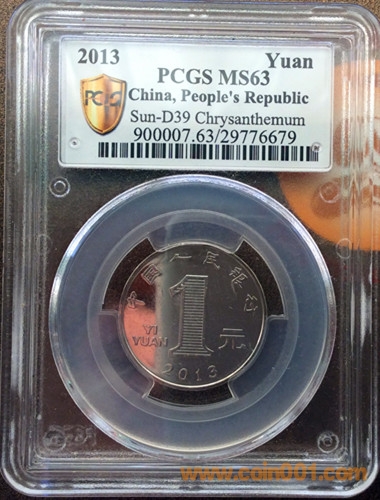 2013 Yuan
PCGS PCGS MS63
China, People's Republic
Sun-D39 Chrysanthemum
900007.63/29776679
中国人民银行
YI
YUAN
1
元
2013
www.coin001.com